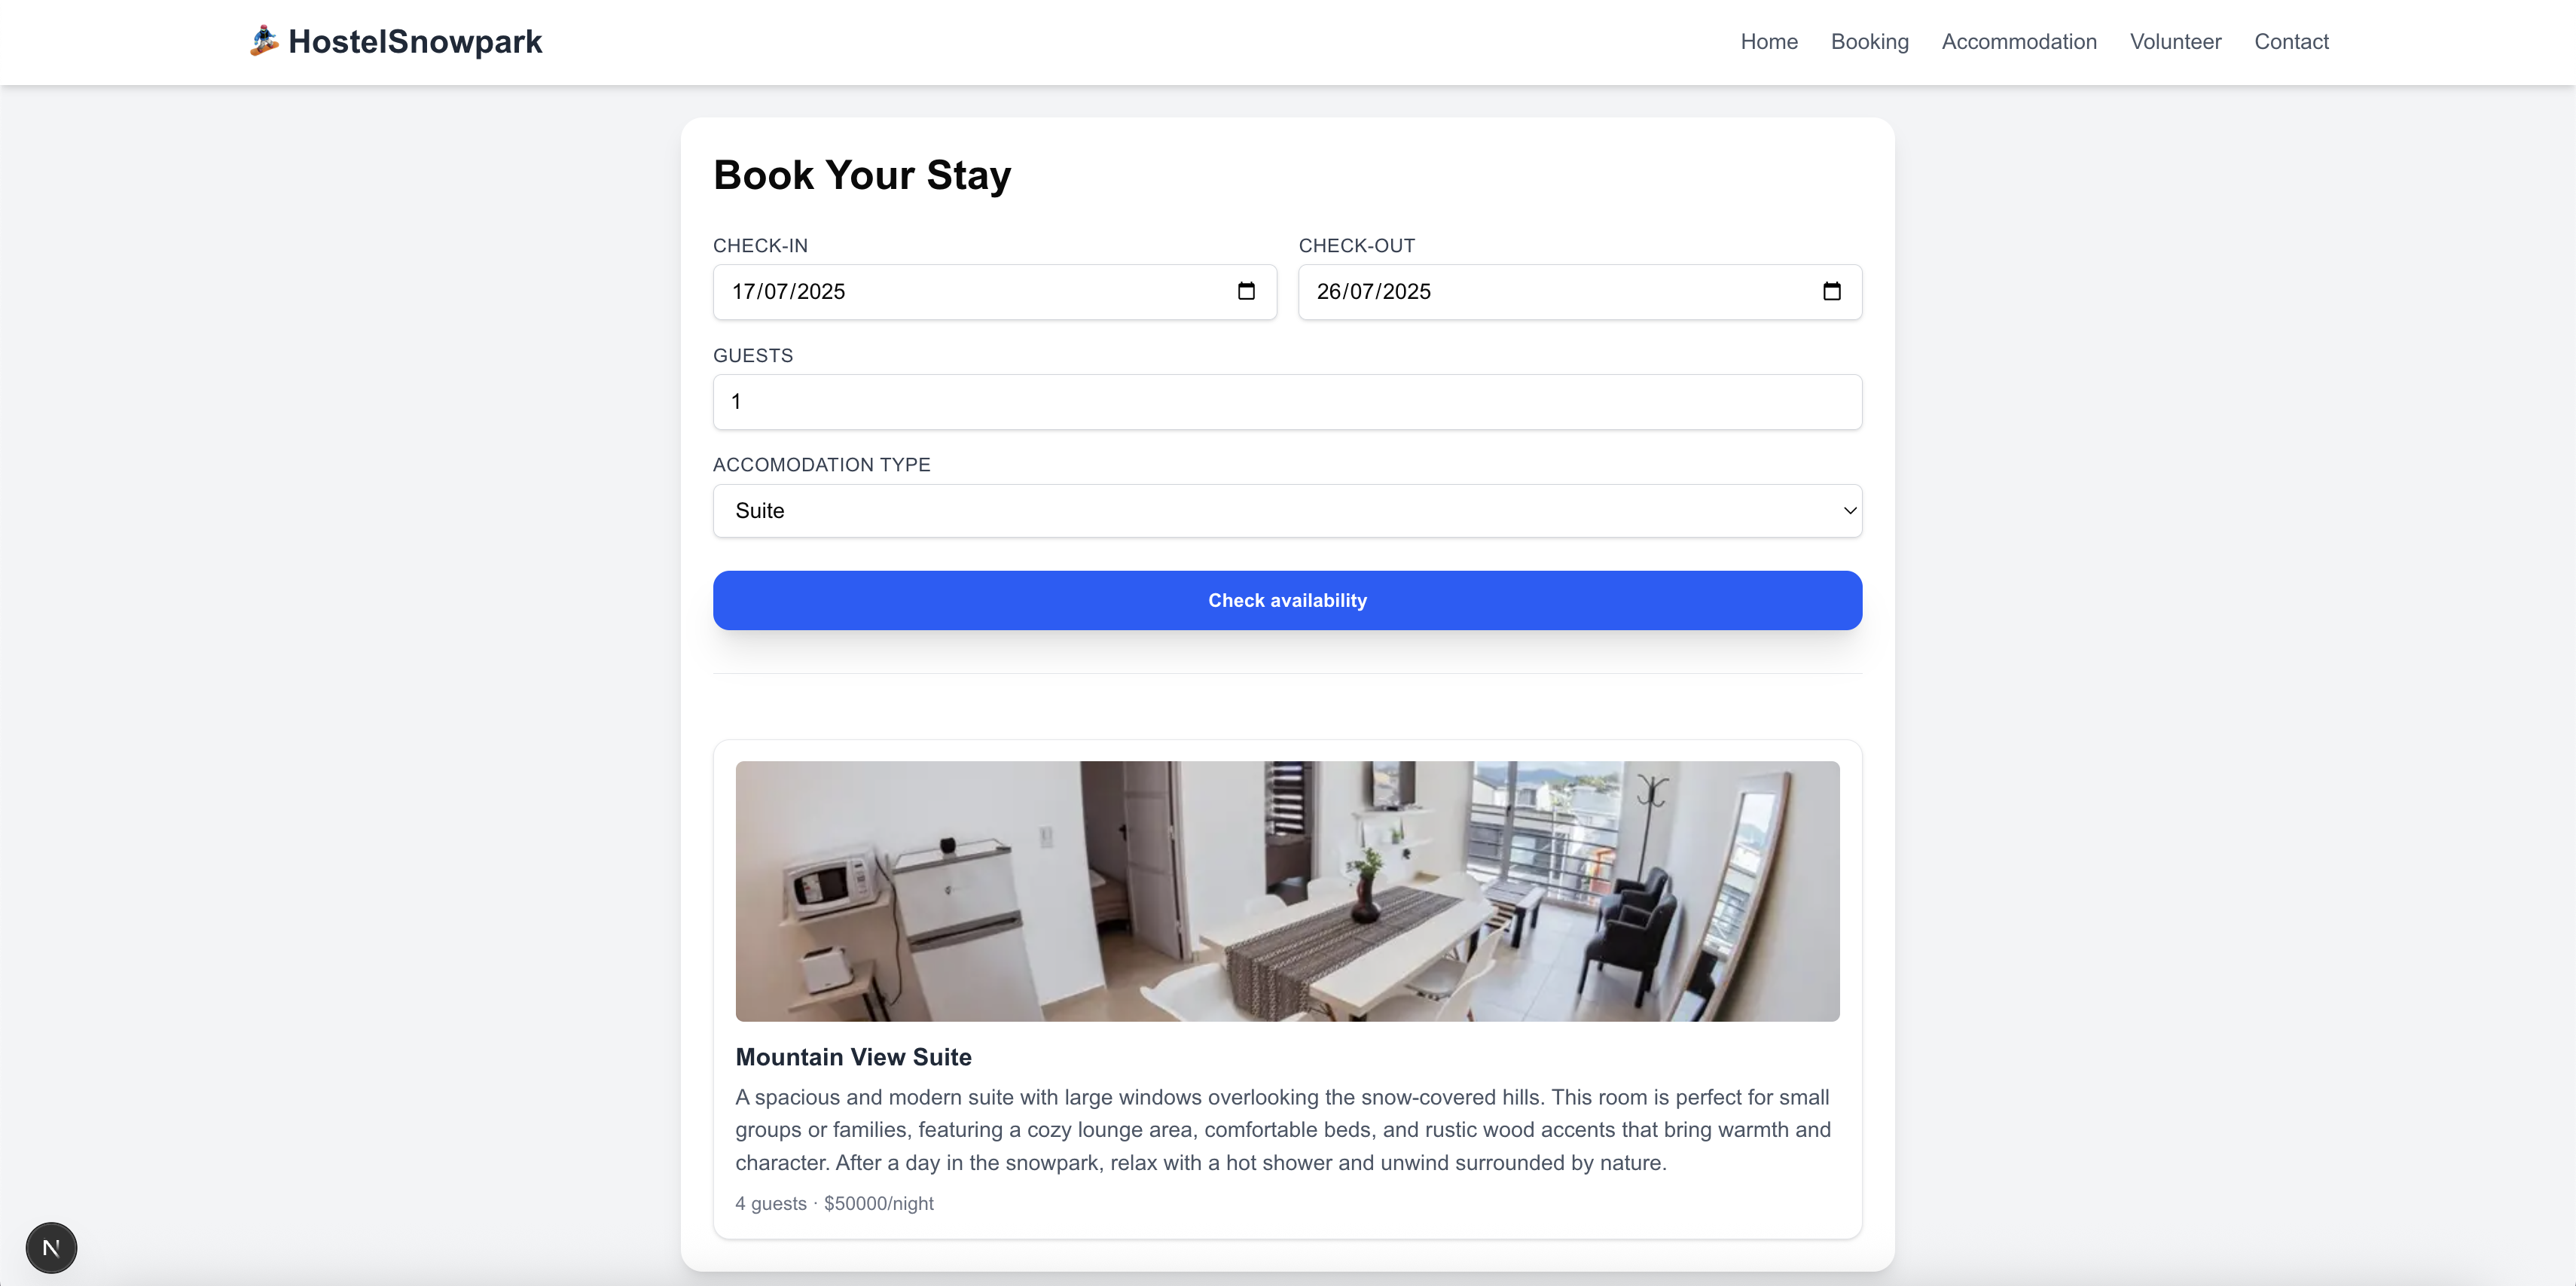 HostelSnowpark
Home Booking Accommodation Volunteer Contact
Book Your Stay
CHECK-IN CHECK-OUT
17/07/2025 26/07/2025
GUESTS
1
ACCOMODATION TYPE
Suite
Check availability
Mountain View Suite
A spacious and modern suite with large windows overlooking the snow-covered hills. This room is perfect for small
groups or families, featuring a cozy lounge area, comfortable beds, and rustic wood accents that bring warmth and
character. After a day in the snowpark, relax with a hot shower and unwind surrounded by nature.
4 guests · $50000/night
N